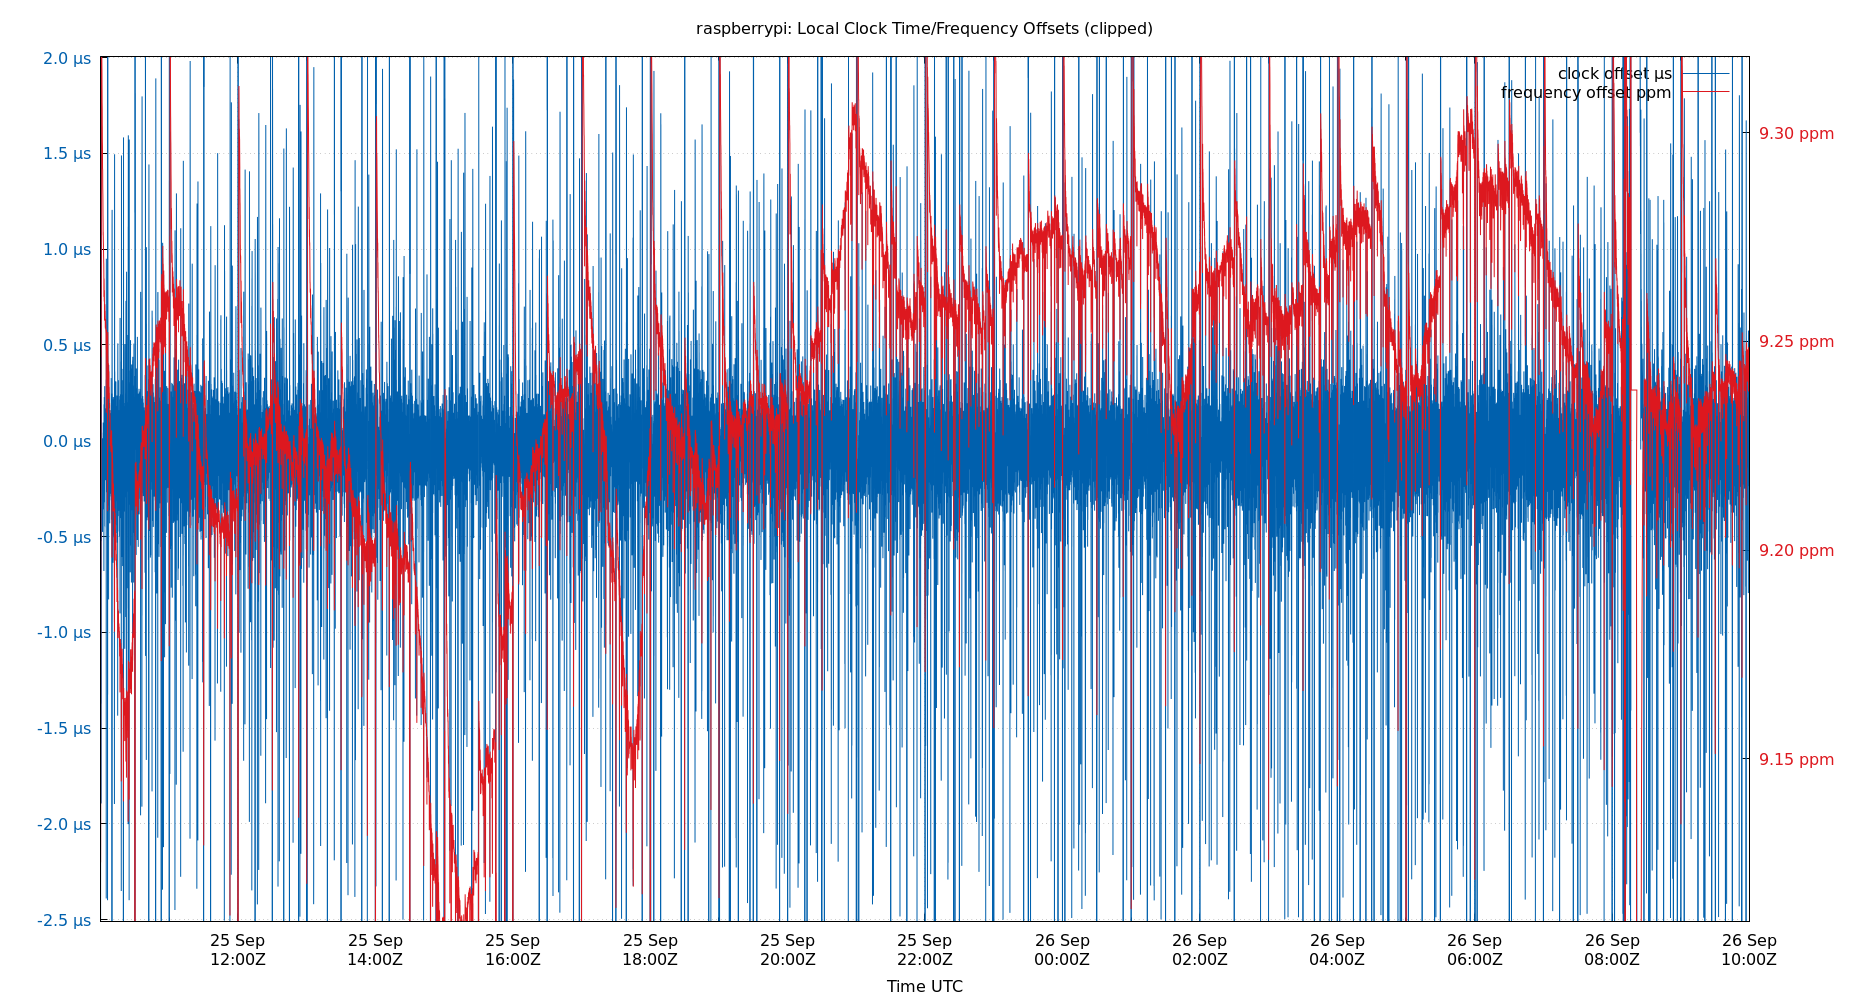 raspberrypi: Local Clock Time/Frequency Offsets (clipped)
clock offset µs
frequency offset ppm
2.0 µs
1.5 µs
1.0 µs
0.5 µs
0.0 µs
-0.5 µs
-1.0 µs
-1.5 µs
-2.0 µs
-2.5 µs
9.30 ppm
9.25 ppm
9.20 ppm
9.15 ppm
25 Sep 25 Sep 25 Sep 25 Sep 25 Sep 25 Sep 26 Sep 26 Sep 26 Sep 26 Sep 26 Sep 26 Sep
12:00Z 14:00Z 16:00Z 18:00Z 20:00Z 22:00Z 00:00Z 02:00Z 04:00Z 06:00Z 08:00Z 10:00Z
Time UTC